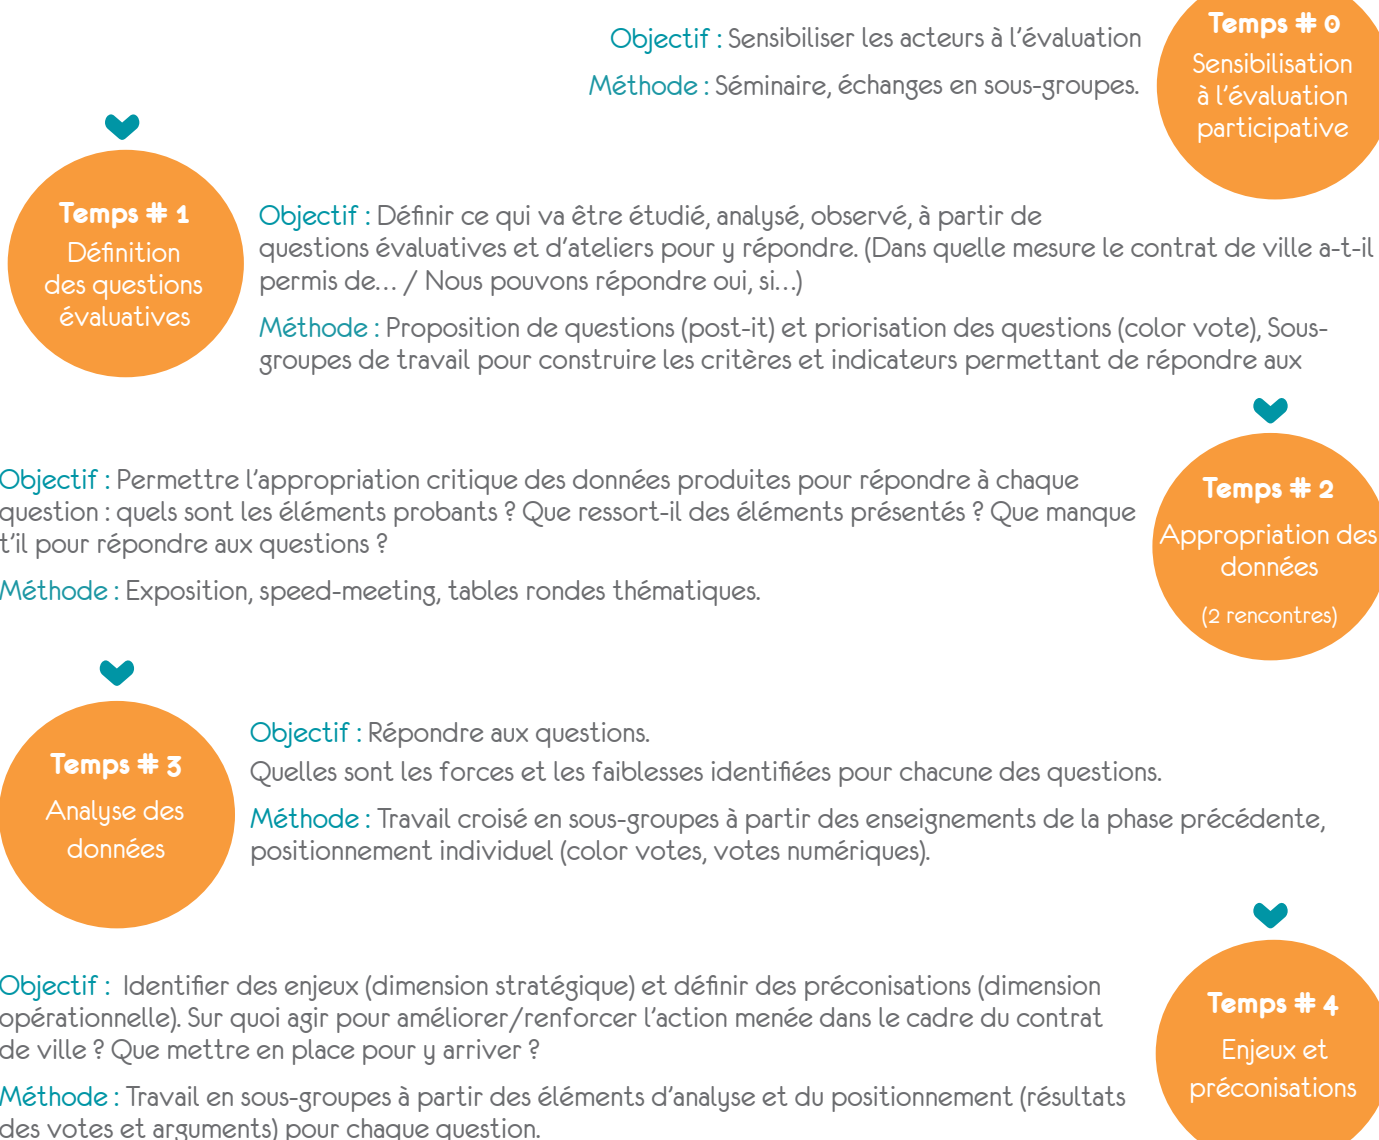 Objectif : Sensibiliser les acteurs à l'évaluation
Méthode : Séminaire, échanges en sous-groupes.
Temps # 0
Sensibilisation
à l'évaluation
participative
Temps # 1
Définition
des questions
évaluatives
Objectif : Définir ce qui va être étudié, analysé, observé, à partir de
questions évaluatives et d'ateliers pour y répondre. (Dans quelle mesure le contrat de ville a-t-il
permis de... / Nous pouvons répondre oui, si...)
Méthode : Proposition de questions (post-it) et priorisation des questions (color vote), Sous-
groupes de travail pour construire les critères et indicateurs permettant de répondre aux
Objectif : Permettre l'appropriation critique des données produites pour répondre à chaque
question : quels sont les éléments probants ? Que ressort-il des éléments présentés ? Que manque
t'il pour répondre aux questions ?
Méthode : Exposition, speed-meeting, tables rondes thématiques.
Temps # 2
Appropriation des
données
(2 rencontres)
Temps # 3
Analyse des
données
Objectif : Répondre aux questions.
Quelles sont les forces et les faiblesses identifiées pour chacune des questions.
Méthode : Travail croisé en sous-groupes à partir des enseignements de la phase précédente,
positionnement individuel (color votes, votes numériques).
Objectif : Identifier des enjeux (dimension stratégique) et définir des préconisations (dimension
opérationnelle). Sur quoi agir pour améliorer/renforcer l'action menée dans le cadre du contrat
de ville ? Que mettre en place pour y arriver ?
Méthode : Travail en sous-groupes à partir des éléments d'analyse et du positionnement (résultats
des votes et arguments) pour chaque question.
Temps # 4
Enjeux et
préconisations